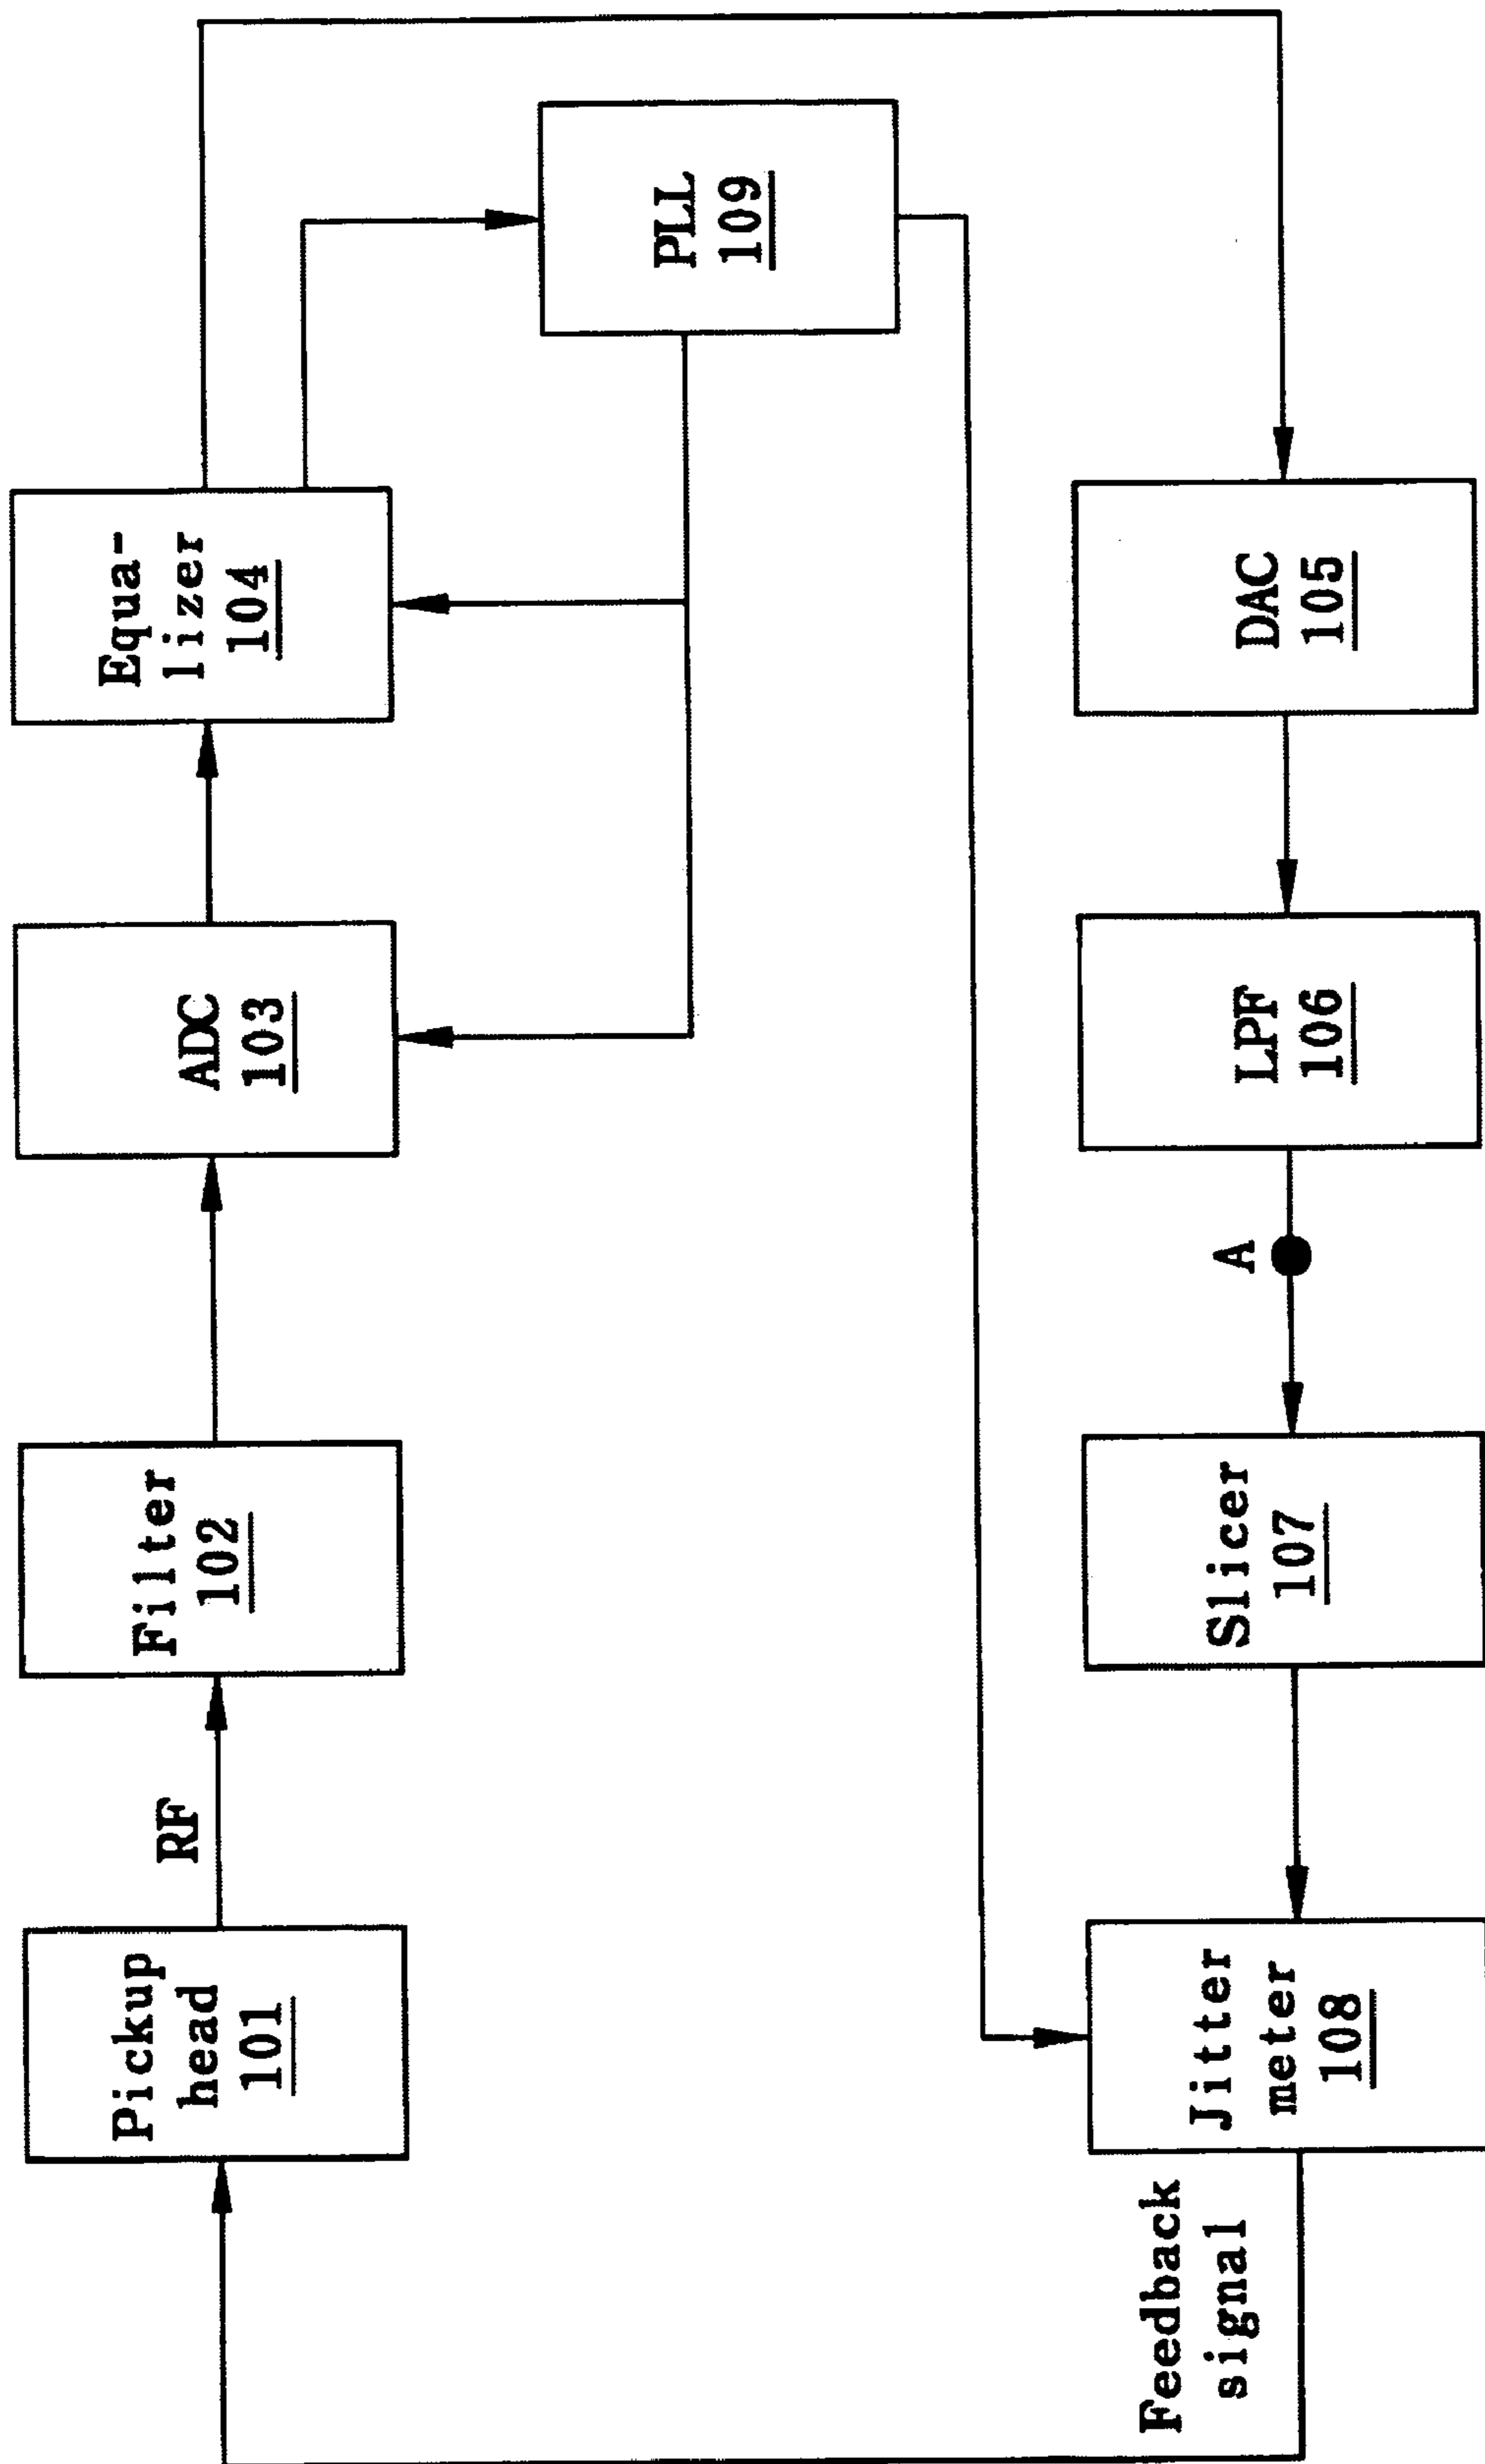 Pickup
head
101
RF
Filter
102
ADC
103
Equa-
lizer
104
PLL
109
Feedback
signal
Jitter
meter
108
Slicer
107
A
LPF
106
DAC
105